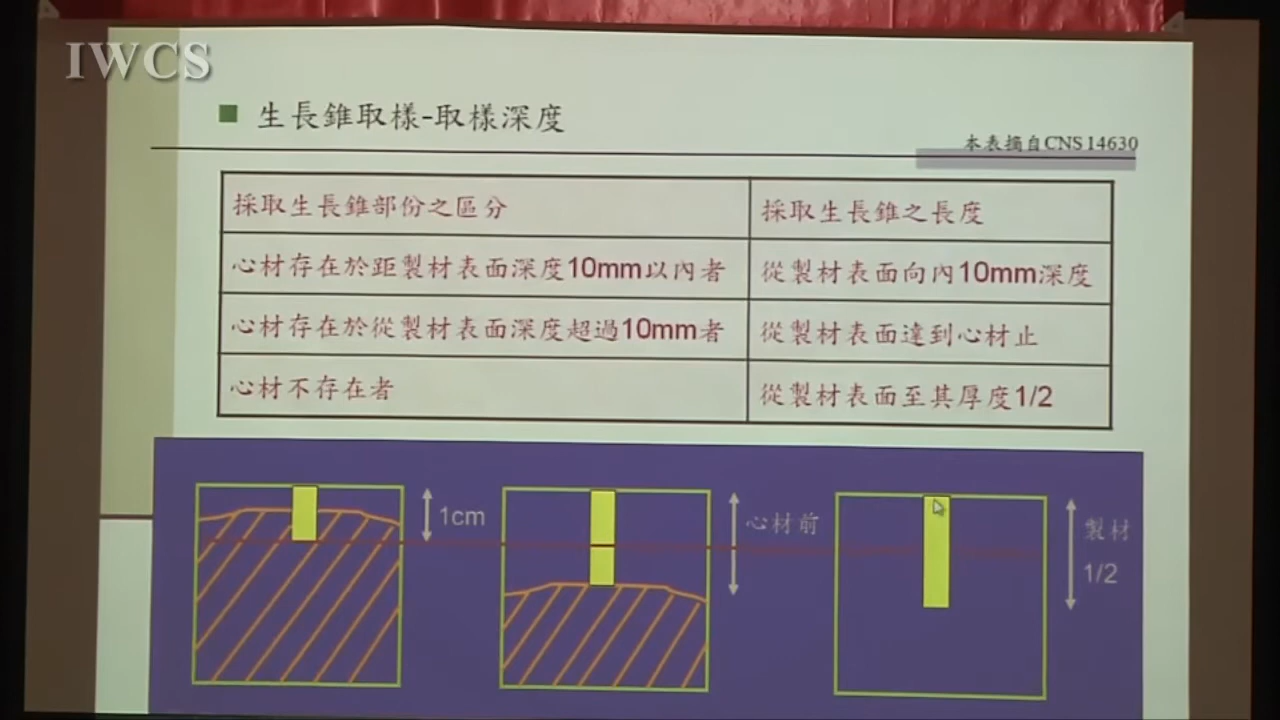 IWCS
生長錐取樣-取樣深度
本表摘自CNS 14630
採取生長錐部份之區分
採取生長錐之長度
心材存在於距製材表面深度10mm以內者
從製材表面向內10mm深度
心材存在於從製材表面深度超過10mm者
從製材表面達到心材止
心材不存在者
從製材表面至其厚度1/2
1cm
心材前
製材
1/2